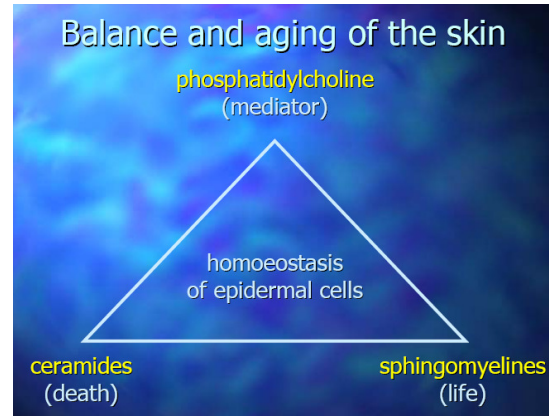 Balance and aging of the skin
phosphatidylcholine
(mediator)
homoeostasis
of epidermal cells
ceramides
(death)
sphingomyelines
(life)